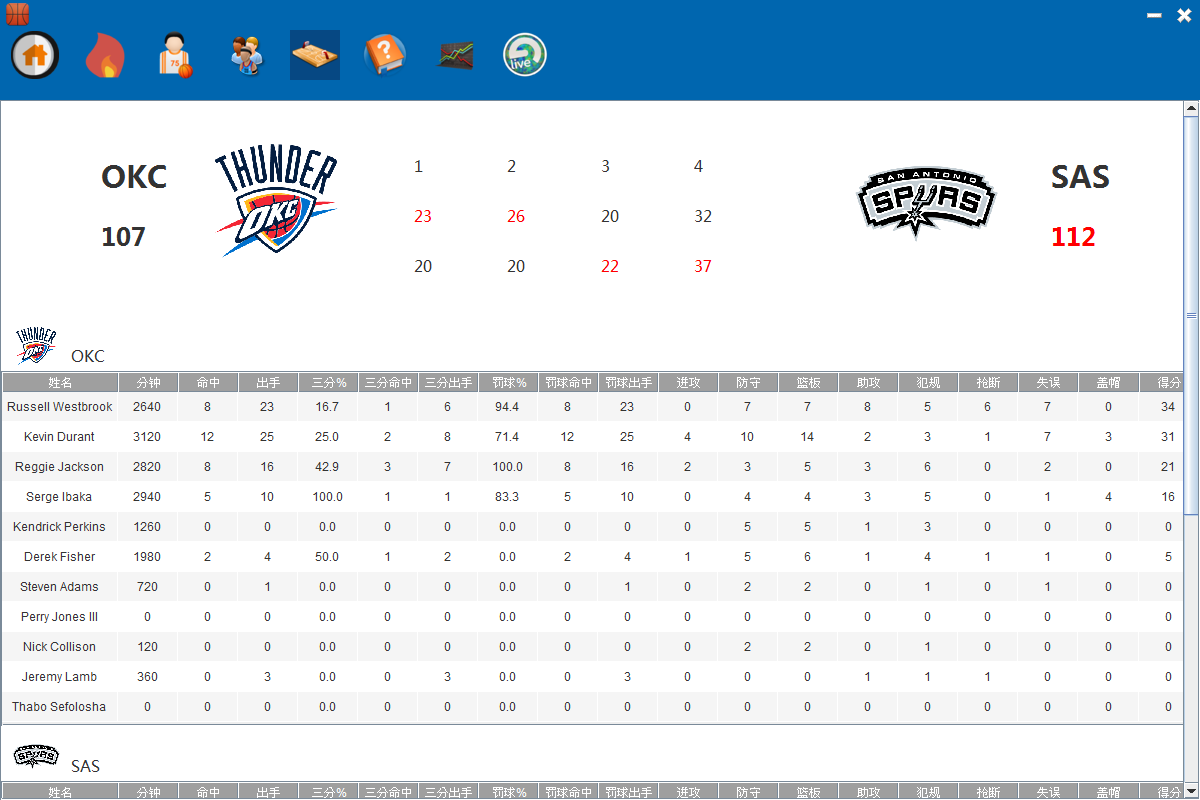 75
?
live
OKC
107
THUNDER
OKC
1 2 3 4
23 26 20 32
20 20 22 37
SAN ANTONIO
SPURS
SAS
112
THUNDER
OKC
OKC
姓名 分钟 命中 出手 三分% 三分命中 三分出手 罚球% 罚球命中 罚球出手 进攻 防守 篮板 助攻 犯规 抢断 失误 盖帽 得分
Russell Westbrook 2640 8 23 16.7 1 6 94.4 8 23 0 7 7 8 5 6 7 0 34
Kevin Durant 3120 12 25 25.0 2 8 71.4 12 25 4 10 14 2 3 1 7 3 31
Reggie Jackson 2820 8 16 42.9 3 7 100.0 8 16 2 3 5 3 6 0 2 0 21
Serge Ibaka 2940 5 10 100.0 1 1 83.3 5 10 0 4 4 3 5 0 1 4 16
Kendrick Perkins 1260 0 0 0.0 0 0 0.0 0 0 0 5 5 1 3 0 0 0 0
Derek Fisher 1980 2 4 50.0 1 2 0.0 2 4 1 5 6 1 4 1 1 0 5
Steven Adams 720 0 1 0.0 0 0 0.0 0 1 0 2 2 0 1 0 1 0 0
Perry Jones III 0 0 0 0.0 0 0 0.0 0 0 0 0 0 0 0 0 0 0 0
Nick Collison 120 0 0 0.0 0 0 0.0 0 0 0 2 2 0 1 0 0 0 0
Jeremy Lamb 360 0 3 0.0 0 3 0.0 0 3 0 0 0 1 1 1 0 0 0
Thabo Sefolosha 0 0 0 0.0 0 0 0.0 0 0 0 0 0 0 0 0 0 0 0
SPURS
SAS
姓名 分钟 命中 出手 三分% 三分命中 三分出手 罚球% 罚球命中 罚球出手 进攻 防守 篮板 助攻 犯规 抢断 失误 盖帽 得分